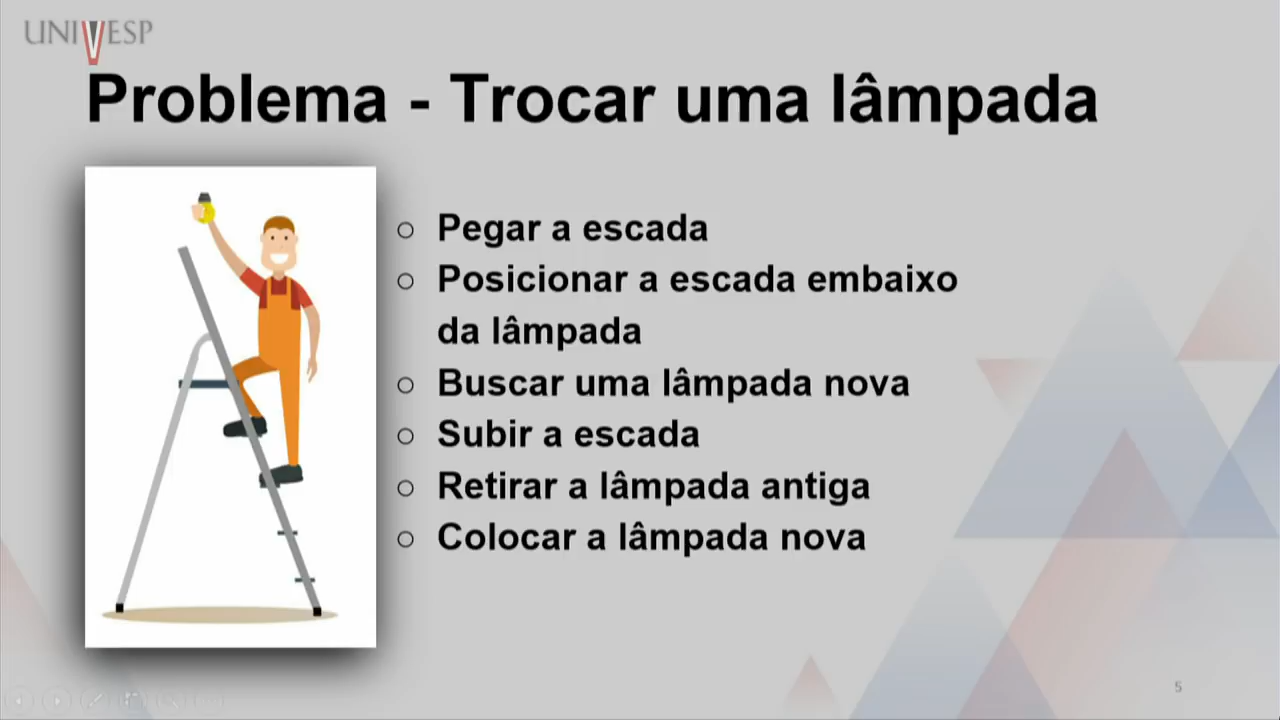 UNIVESP
Problema - Trocar uma lâmpada
Pegar a escada
Posicionar a escada embaixo
da lâmpada
Buscar uma lâmpada nova
Subir a escada
Retirar a lâmpada antiga
Colocar a lâmpada nova
5